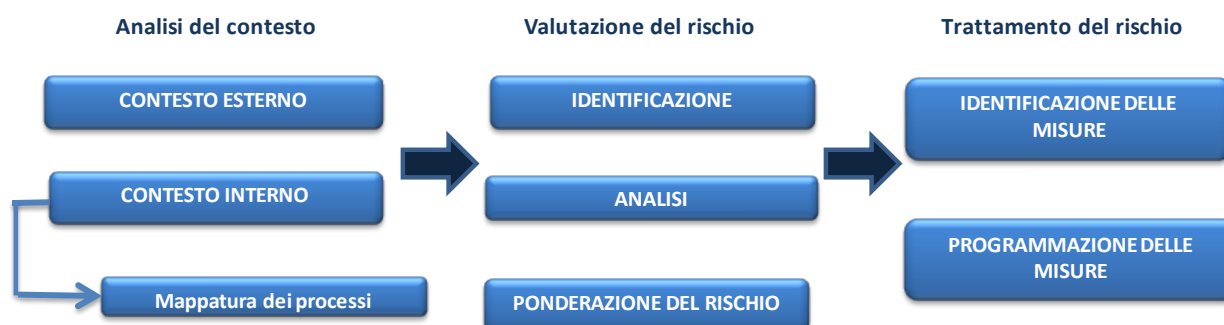 Analisi del contesto
CONTESTO ESTERNO
CONTESTO INTERNO
Mappatura dei processi
Valutazione del rischio
IDENTIFICAZIONE
ANALISI
PONDERAZIONE DEL RISCHIO
Trattamento del rischio
IDENTIFICAZIONE DELLE
MISURE
PROGRAMMAZIONE DELLE
MISURE